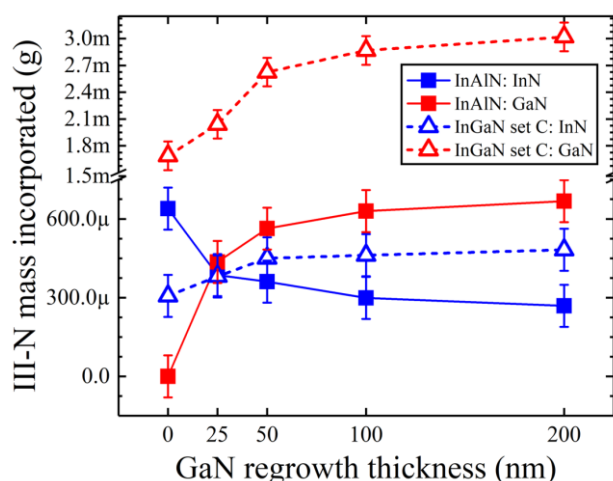 III-N mass incorporated (g)
3.0m
2.7m
2.1m
1.8m
1.5m
600.0μ
300.0μ
0.0
InAlN: InN
InAlN: GaN
InGaN set C: InN
InGaN set C: GaN
0 25 50 100 200
GaN regrowth thickness (nm)